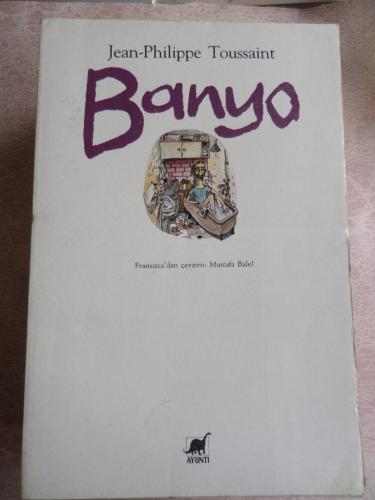 Jean-Philippe Toussaint
Banyo
Fransızca'dan çeviren: Mustafa Balel
AYRINTI